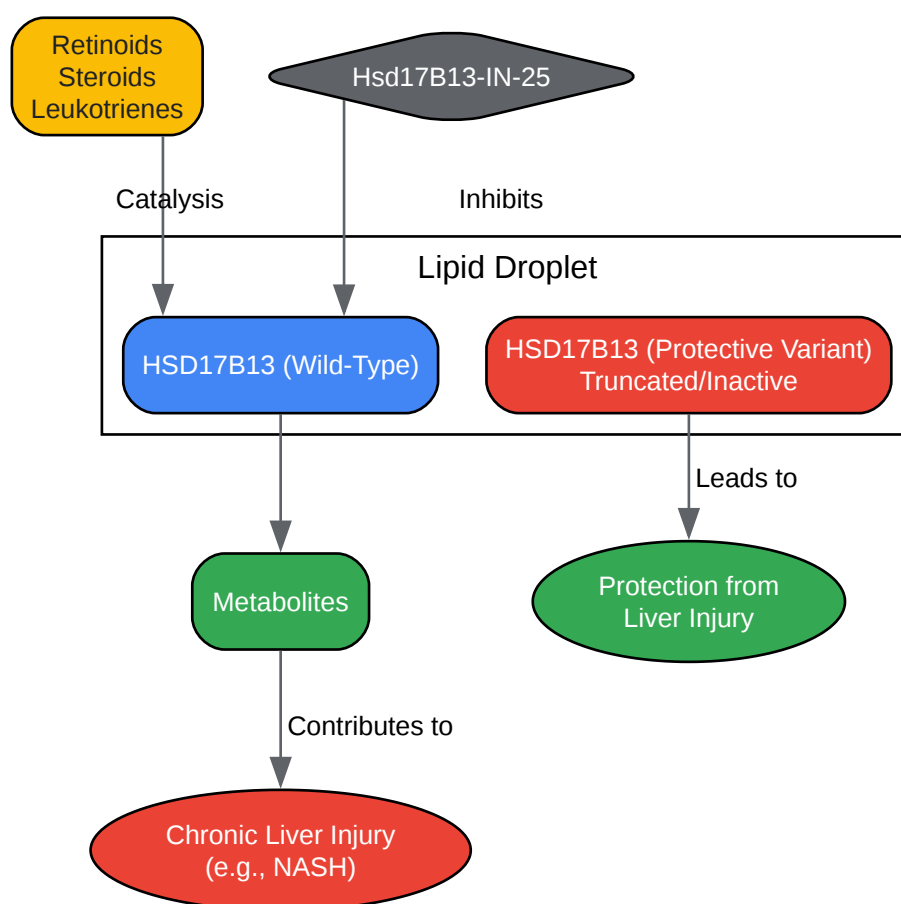 Retinoids
Steroids
Leukotrienes
Hsd17B13-IN-25
Catalysis
Inhibits
Lipid Droplet
HSD17B13 (Wild-Type)
HSD17B13 (Protective Variant)
Truncated/Inactive
Leads to
Metabolites
Protection from
Liver Injury
Contributes to
Chronic Liver Injury
(e.g., NASH)